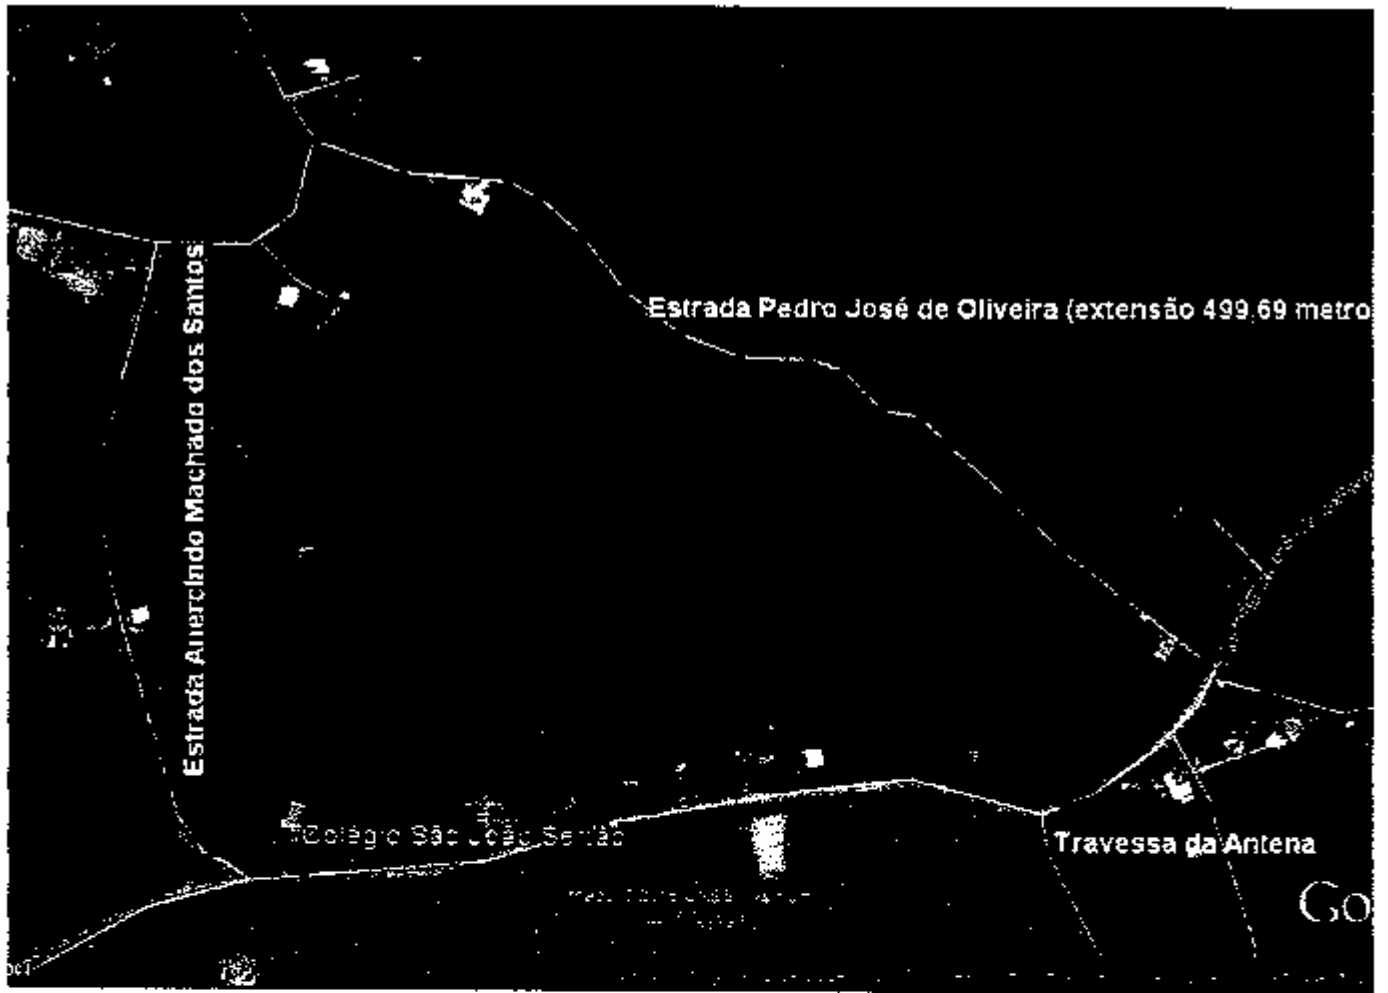 Estrada Pedro José de Oliveira (extensão 499,69 metro
Estrada Anercindo Machado dos Santos
Colégio São João Sertão
Travessa da Antena
Go